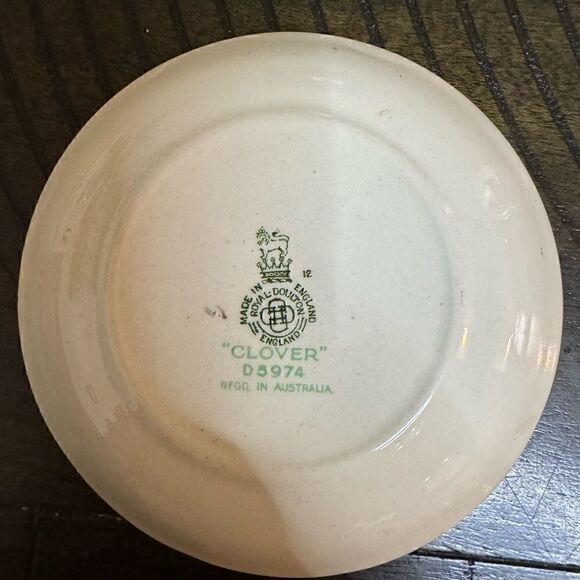 12
MADE IN ENGLAND
ROYAL DOULTON
ENGLAND
"CLOVER"
D5974
REGD. IN AUSTRALIA.